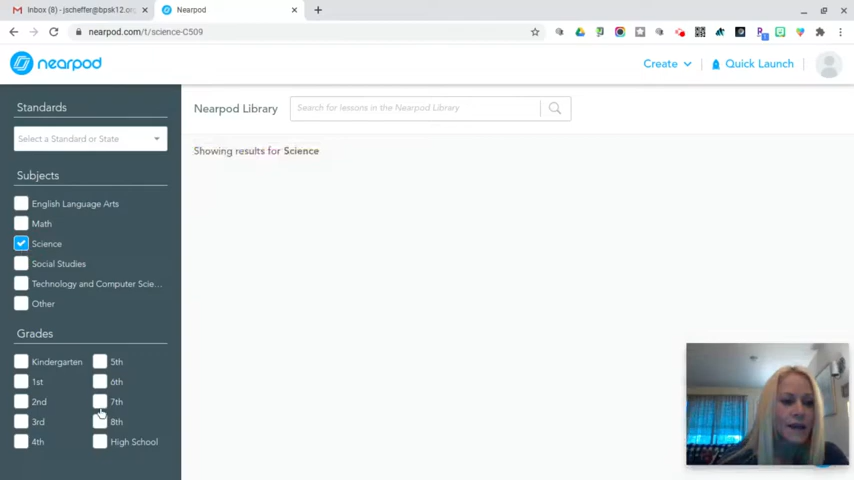 Inbox (8) - jscheffer@bpsk12.org
Nearpod
nearpod.com/t/science-C509
nearpod
Create
Quick Launch
Standards
Select a Standard or State
Nearpod Library
Search for lessons in the Nearpod Library
Showing results for Science
Subjects
English Language Arts
Math
Science
Social Studies
Technology and Computer Scie...
Other
Grades
Kindergarten
5th
1st
6th
2nd
7th
3rd
8th
4th
High School